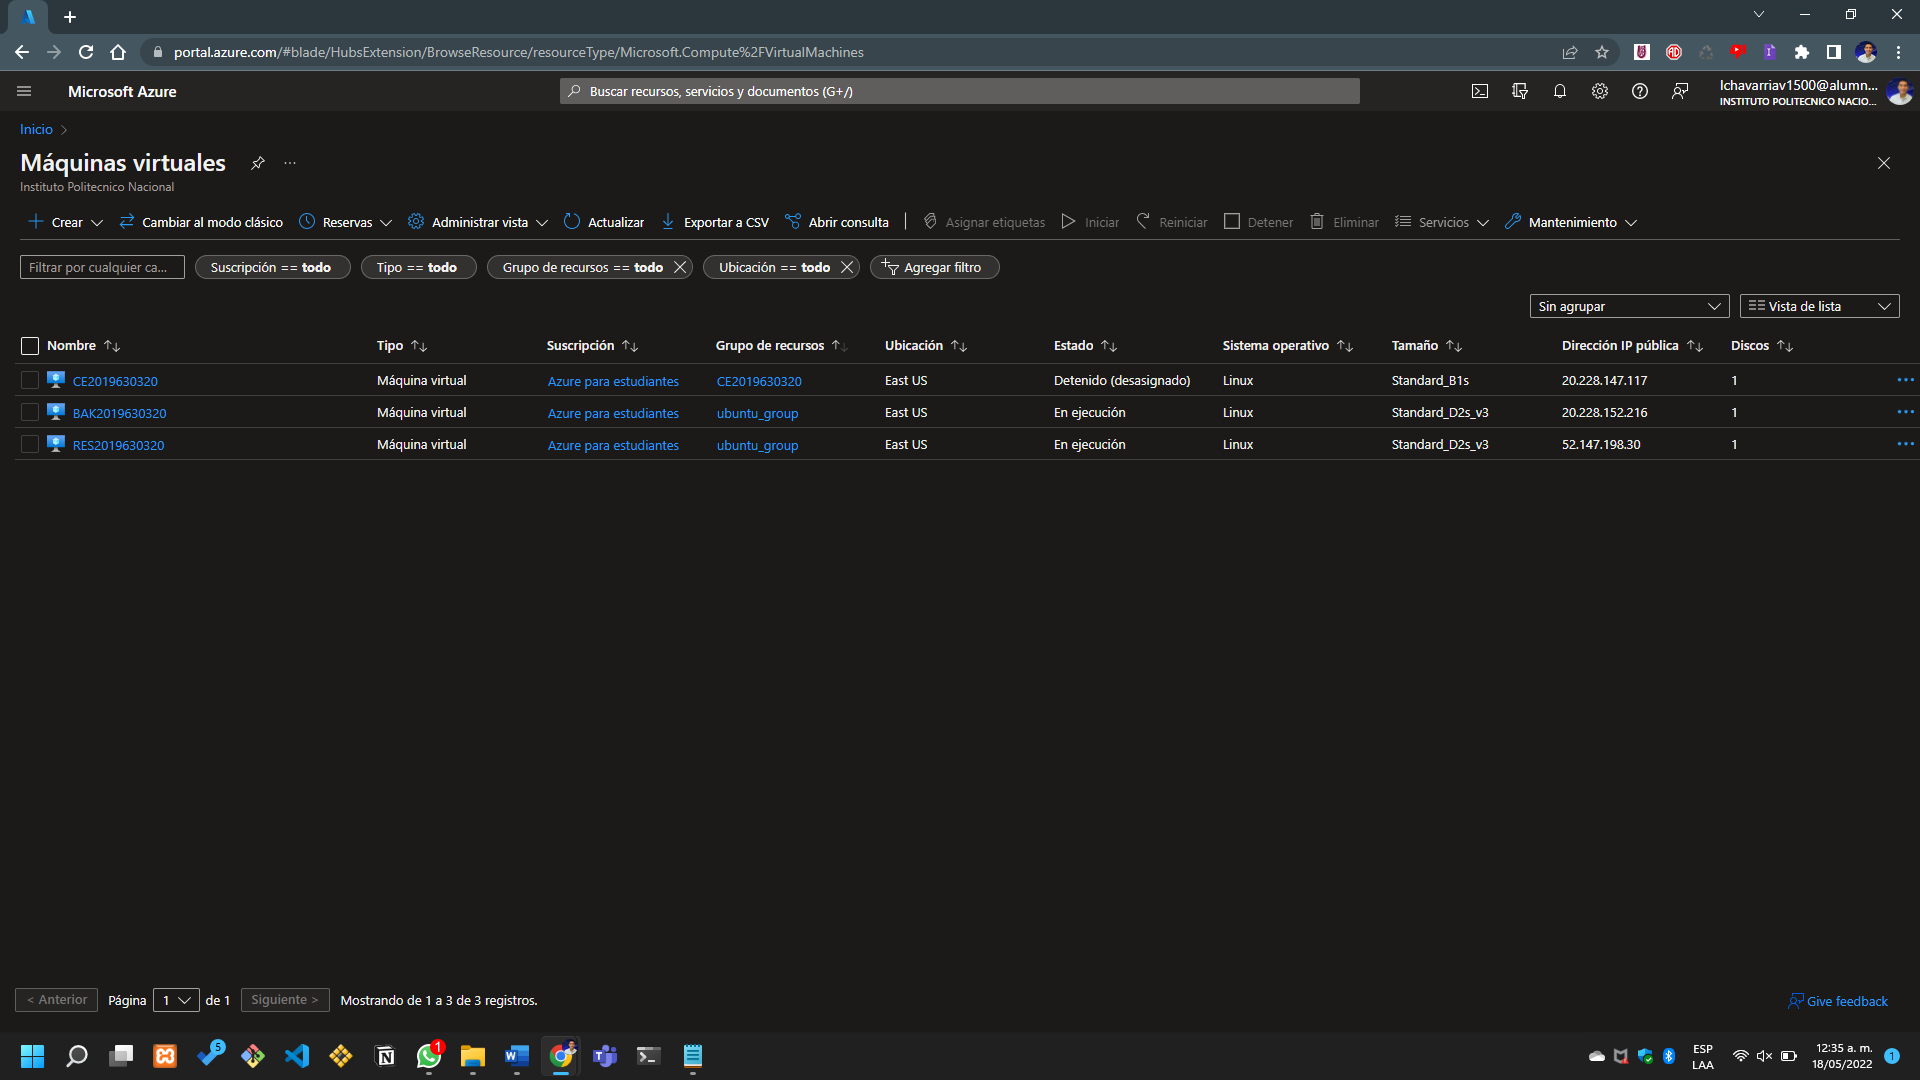 portal.azure.com/#blade/HubsExtension/BrowseResource/resourceType/Microsoft.Compute%2FVirtualMachines
Microsoft Azure
Buscar recursos, servicios y documentos (G+/)
lchavarriav1500@alumn...
INSTITUTO POLITECNICO NACIO...
Inicio >
Máquinas virtuales
Instituto Politecnico Nacional
Crear Cambiar al modo clásico Reservas Administrar vista Actualizar Exportar a CSV Abrir consulta Asignar etiquetas Iniciar Reiniciar Detener Eliminar Servicios Mantenimiento
Filtrar por cualquier ca... Suscripción == todo Tipo == todo Grupo de recursos == todo Ubicación == todo Agregar filtro
Sin agrupar Vista de lista
Nombre Tipo Suscripción Grupo de recursos Ubicación Estado Sistema operativo Tamaño Dirección IP pública Discos
CE2019630320 Máquina virtual Azure para estudiantes CE2019630320 East US Detenido (desasignado) Linux Standard_B1s 20.228.147.117 1
BAK2019630320 Máquina virtual Azure para estudiantes ubuntu_group East US En ejecución Linux Standard_D2s_v3 20.228.152.216 1
RES2019630320 Máquina virtual Azure para estudiantes ubuntu_group East US En ejecución Linux Standard_D2s_v3 52.147.198.30 1
< Anterior Página 1 de 1 Siguiente > Mostrando de 1 a 3 de 3 registros.
Give feedback
5
1
ESP
LAA
12:35 a. m.
18/05/2022
1